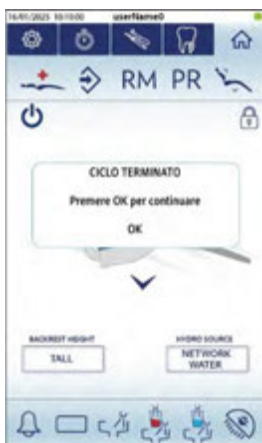 16/01/2025 10:10:00 userName0
RM PR
CICLO TERMINATO
Premere OK per continuare
OK
BACKREST HEIGHT
TALL
HYDRO SOURCE
NETWORK
WATER